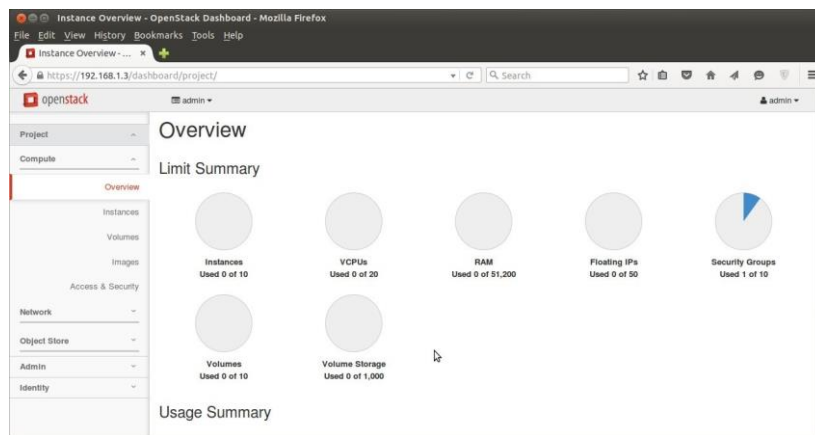 Instance Overview - OpenStack Dashboard - Mozilla Firefox
File Edit View History Bookmarks Tools Help
Instance Overview - ... ×
https://192.168.1.3/dashboard/project/
Search
openstack
admin
admin
Project
Compute
Overview
Instances
Volumes
Images
Access & Security
Network
Object Store
Admin
Identity
Overview
Limit Summary
Instances
Used 0 of 10
VCPUs
Used 0 of 20
RAM
Used 0 of 51,200
Floating IPs
Used 0 of 50
Security Groups
Used 1 of 10
Volumes
Used 0 of 10
Volume Storage
Used 0 of 1,000
Usage Summary